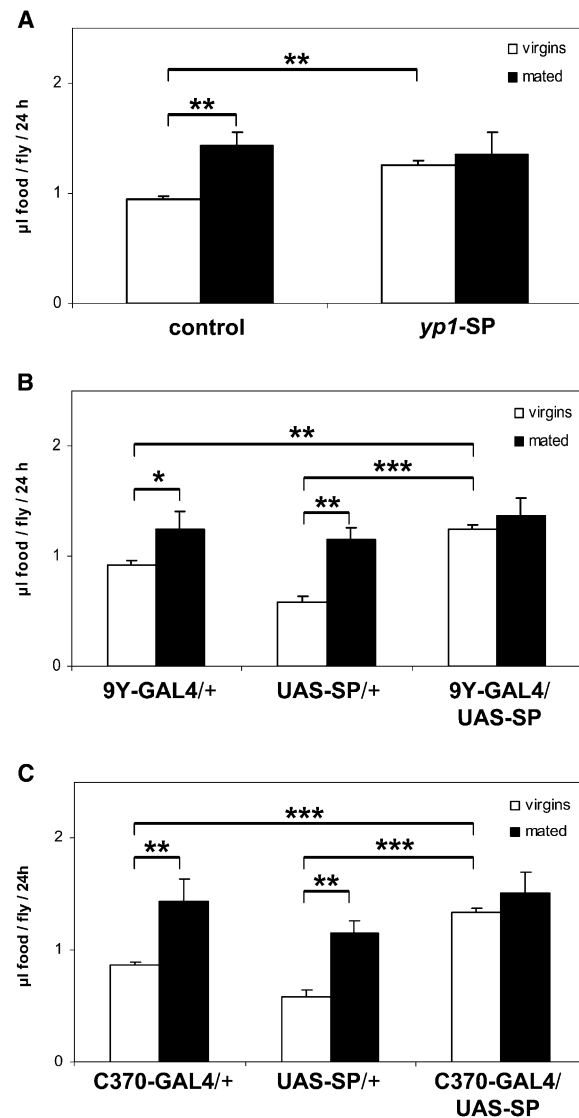 A
µl food / fly / 24 h
2
1
0
virgins
mated
**
**
control
yp1-SP
B
µl food / fly / 24 h
2
1
0
virgins
mated
**
***
*
**
9Y-GAL4/+
UAS-SP/+
9Y-GAL4/
UAS-SP
C
µl food / fly / 24h
2
1
0
virgins
mated
***
***
**
**
C370-GAL4/+
UAS-SP/+
C370-GAL4/
UAS-SP